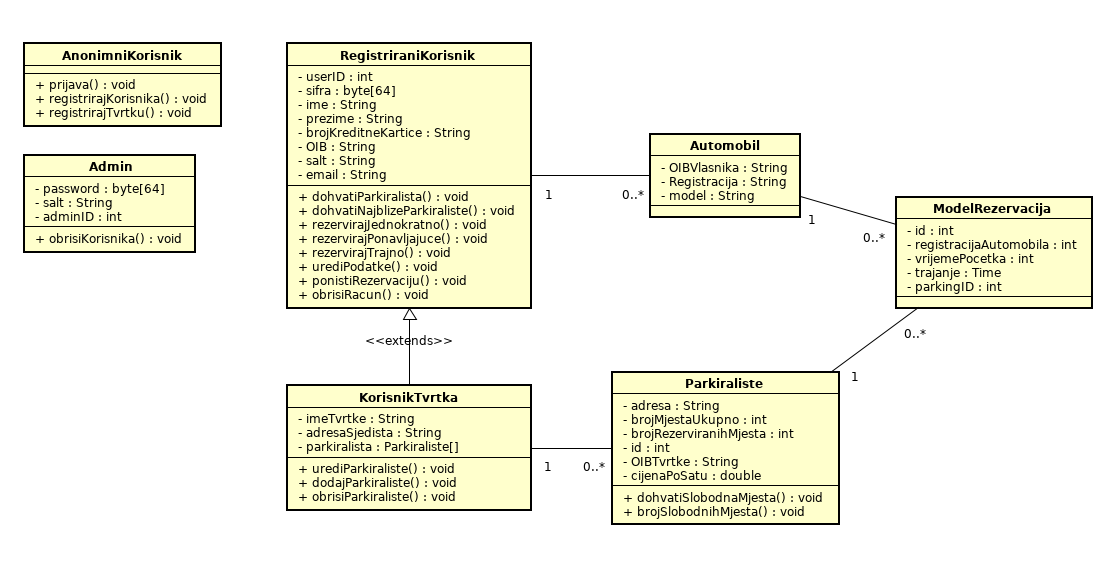 AnonimniKorisnik
+ prijava() : void
+ registrirajKorisnika() : void
+ registrirajTvrtku() : void
Admin
- password : byte[64]
- salt : String
- adminID : int
+ obrisiKorisnika() : void
RegistriraniKorisnik
- userID : int
- sifra : byte[64]
- ime : String
- prezime : String
- brojKreditneKartice : String
- OIB : String
- salt : String
- email : String
+ dohvatiParkiralista() : void
+ dohvatiNajblizeParkiraliste() : void
+ rezervirajJednokratno() : void
+ rezervirajPonavljajuce() : void
+ rezervirajTrajno() : void
+ urediPodatke() : void
+ ponistiRezervaciju() : void
+ obrisiRacun() : void
1
0..*
Automobil
- OIBVlasnika : String
- Registracija : String
- model : String
1
0..*
ModelRezervacija
- id : int
- registracijaAutomobila : int
- vrijemePocetka : int
- trajanje : Time
- parkingID : int
0..*
1
<<extends>>
KorisnikTvrtka
- imeTvrtke : String
- adresaSjedista : String
- parkiralista : Parkiraliste[]
+ urediParkiraliste() : void
+ dodajParkiraliste() : void
+ obrisiParkiraliste() : void
1
0..*
Parkiraliste
- adresa : String
- brojMjestaUkupno : int
- brojRezerviranihMjesta : int
- id : int
- OIBTvrtke : String
- cijenaPoSatu : double
+ dohvatiSlobodnaMjesta() : void
+ brojSlobodnihMjesta() : void